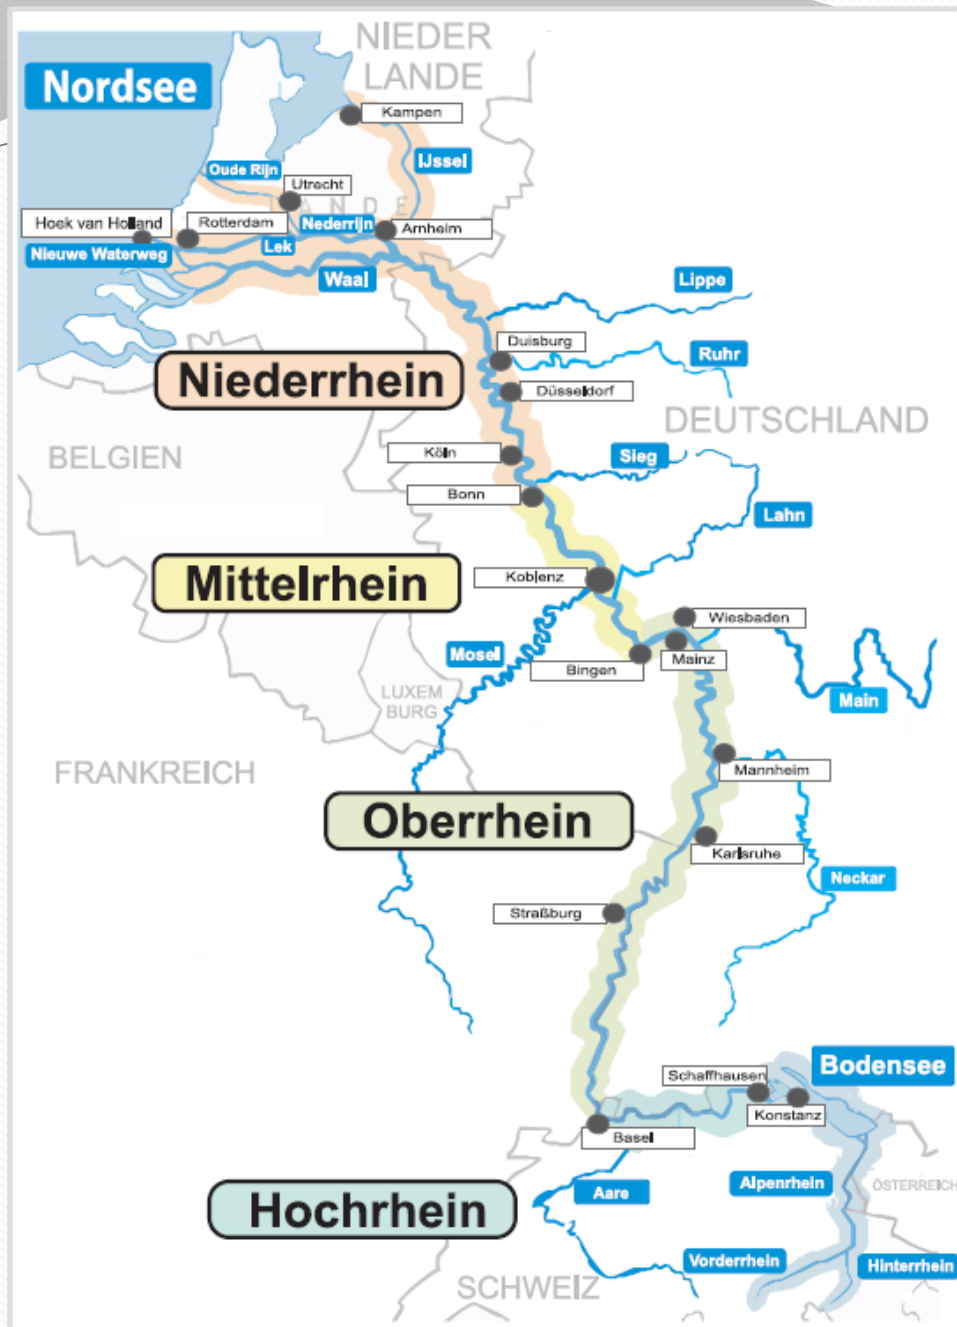 NIEDER
LANDE
Nordsee
Kampen
IJssel
Oude Rijn
Utrecht
LANDE
Hoek van Holland
Rotterdam
Nederrijn
Arnheim
Lek
Nieuwe Waterweg
Waal
Lippe
Duisburg
Ruhr
Niederrhein
Düsseldorf
DEUTSCHLAND
BELGIEN
Köln
Sieg
Bonn
Lahn
Mittelrhein
Koblenz
Wiesbaden
Mosel
Bingen
Mainz
LUXEM
BURG
Main
FRANKREICH
Mannheim
Oberrhein
Karlsruhe
Neckar
Straßburg
Bodensee
Schaffhausen
Konstanz
Basel
Alpenrhein
ÖSTERREICH
Aare
Hochrhein
Vorderrhein
Hinterrhein
SCHWEIZ